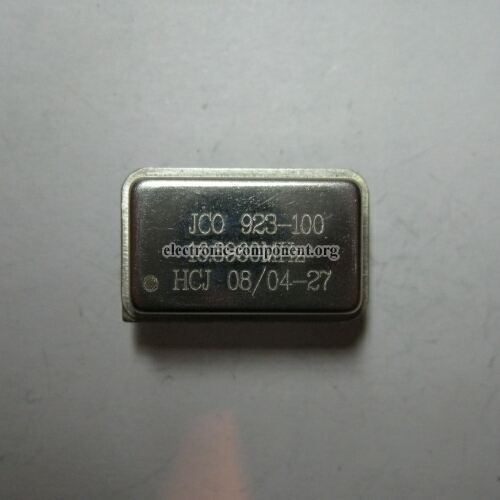 JCO 923-100
electronic-component.org
HCJ 08/04-27